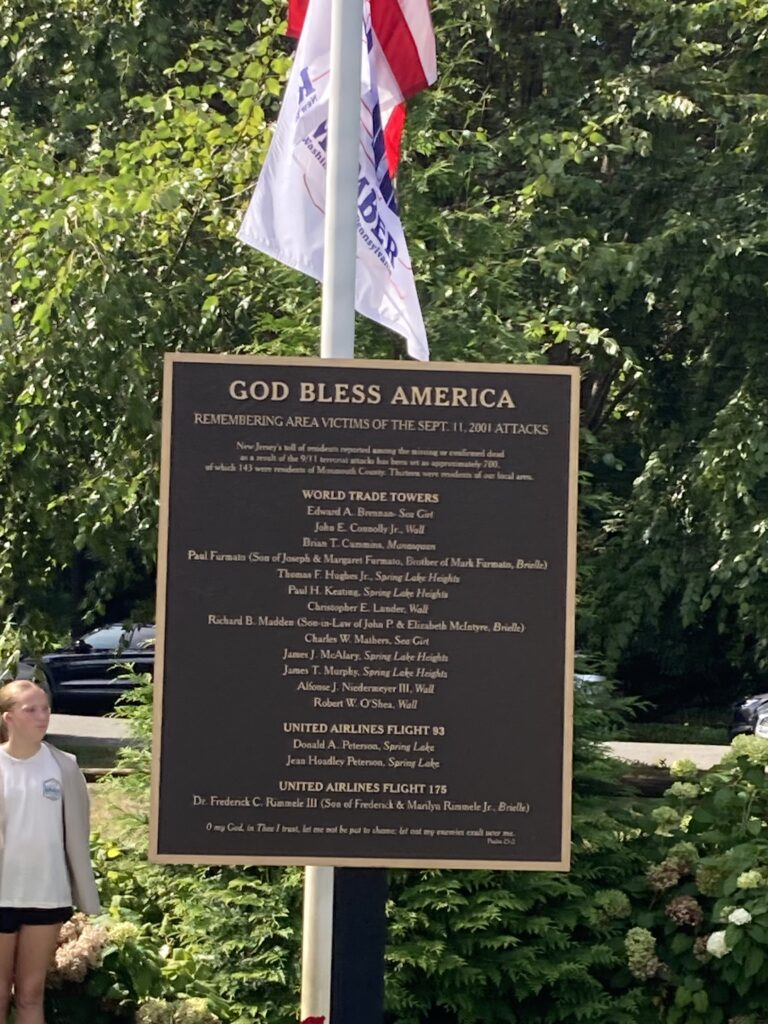 MBER
GOD BLESS AMERICA
REMEMBERING AREA VICTIMS OF THE SEPT. 11, 2001 ATTACKS
New Jersey's toll of residents reported among the missing or confirmed dead
as a result of the 9/11 terrorist attacks has been set as approximately 700,
of which 143 were residents of Monmouth County. Thirteen were residents of our local area.
WORLD TRADE TOWERS
Edward A. Brennan- Sea Girt
John E. Connolly Jr., Wall
Brian T. Cummins, Manasquan
Paul Furmato (Son of Joseph & Margaret Furmato, Brother of Mark Furmato, Brielle)
Thomas F. Hughes Jr., Spring Lake Heights
Paul H. Keating, Spring Lake Heights
Christopher E. Lander, Wall
Richard B. Madden (Son-in-Law of John P. & Elizabeth McIntyre, Brielle)
Charles W. Mathers, Sea Girt
James J. McAlary, Spring Lake Heights
James T. Murphy, Spring Lake Heights
Alfonse J. Niedermeyer III, Wall
Robert W. O'Shea, Wall
UNITED AIRLINES FLIGHT 93
Donald A. Peterson, Spring Lake
Jean Hoadley Peterson, Spring Lake
UNITED AIRLINES FLIGHT 175
Dr. Frederick C. Rimmele III (Son of Frederick & Marilyn Rimmele Jr., Brielle)
O my God, in Thee I trust, let me not be put to shame; let not my enemies exult over me.
Psalm 25:2